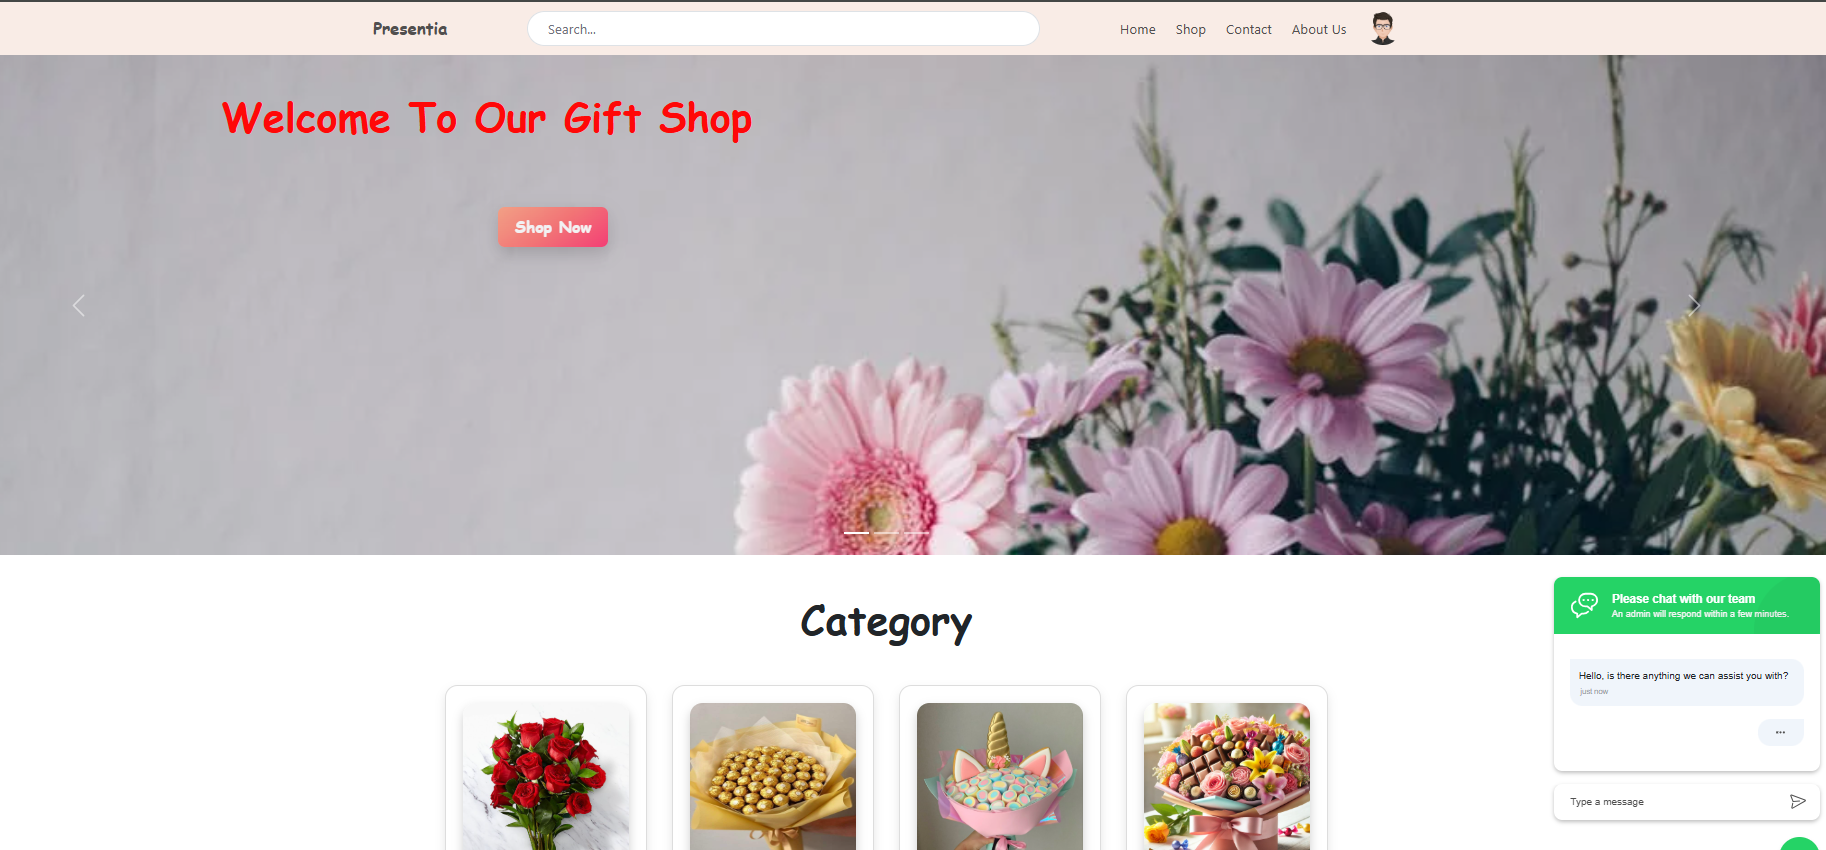 Presentia
Search...
Home
Shop
Contact
About Us
Welcome To Our Gift Shop
Shop Now
Category
Please chat with our team
An admin will respond within a few minutes.
Hello, is there anything we can assist you with?
just now
...
Type a message